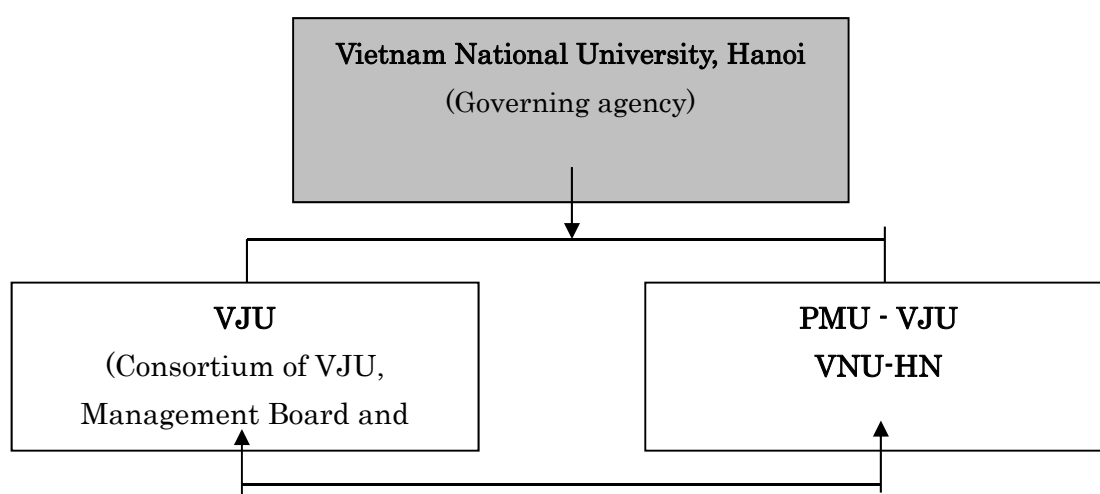 Vietnam National University, Hanoi
(Governing agency)
VJU
(Consortium of VJU,
Management Board and
PMU - VJU
VNU-HN